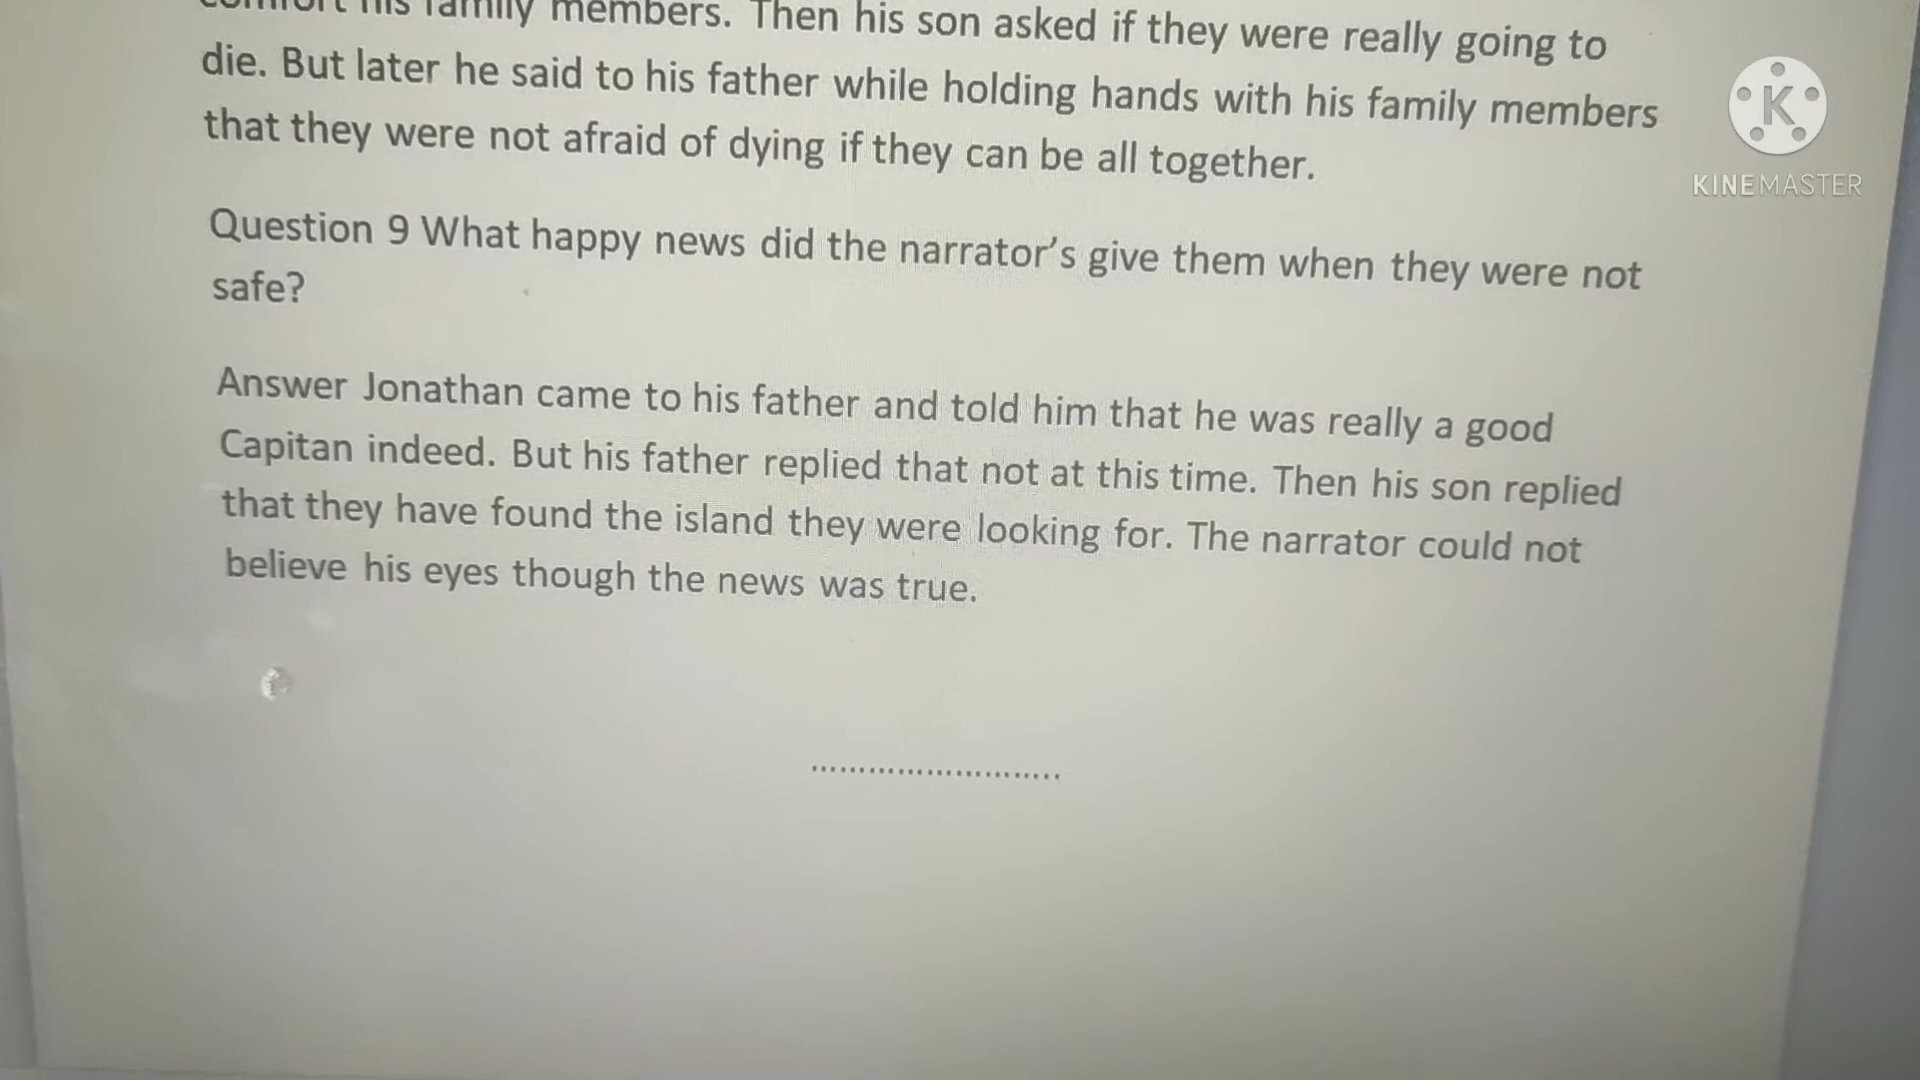 comfort his family members. Then his son asked if they were really going to
die. But later he said to his father while holding hands with his family members
that they were not afraid of dying if they can be all together.
Question 9 What happy news did the narrator's give them when they were not
safe?
Answer Jonathan came to his father and told him that he was really a good
Capitan indeed. But his father replied that not at this time. Then his son replied
that they have found the island they were looking for. The narrator could not
believe his eyes though the news was true.
..........................
K
KINEMASTER